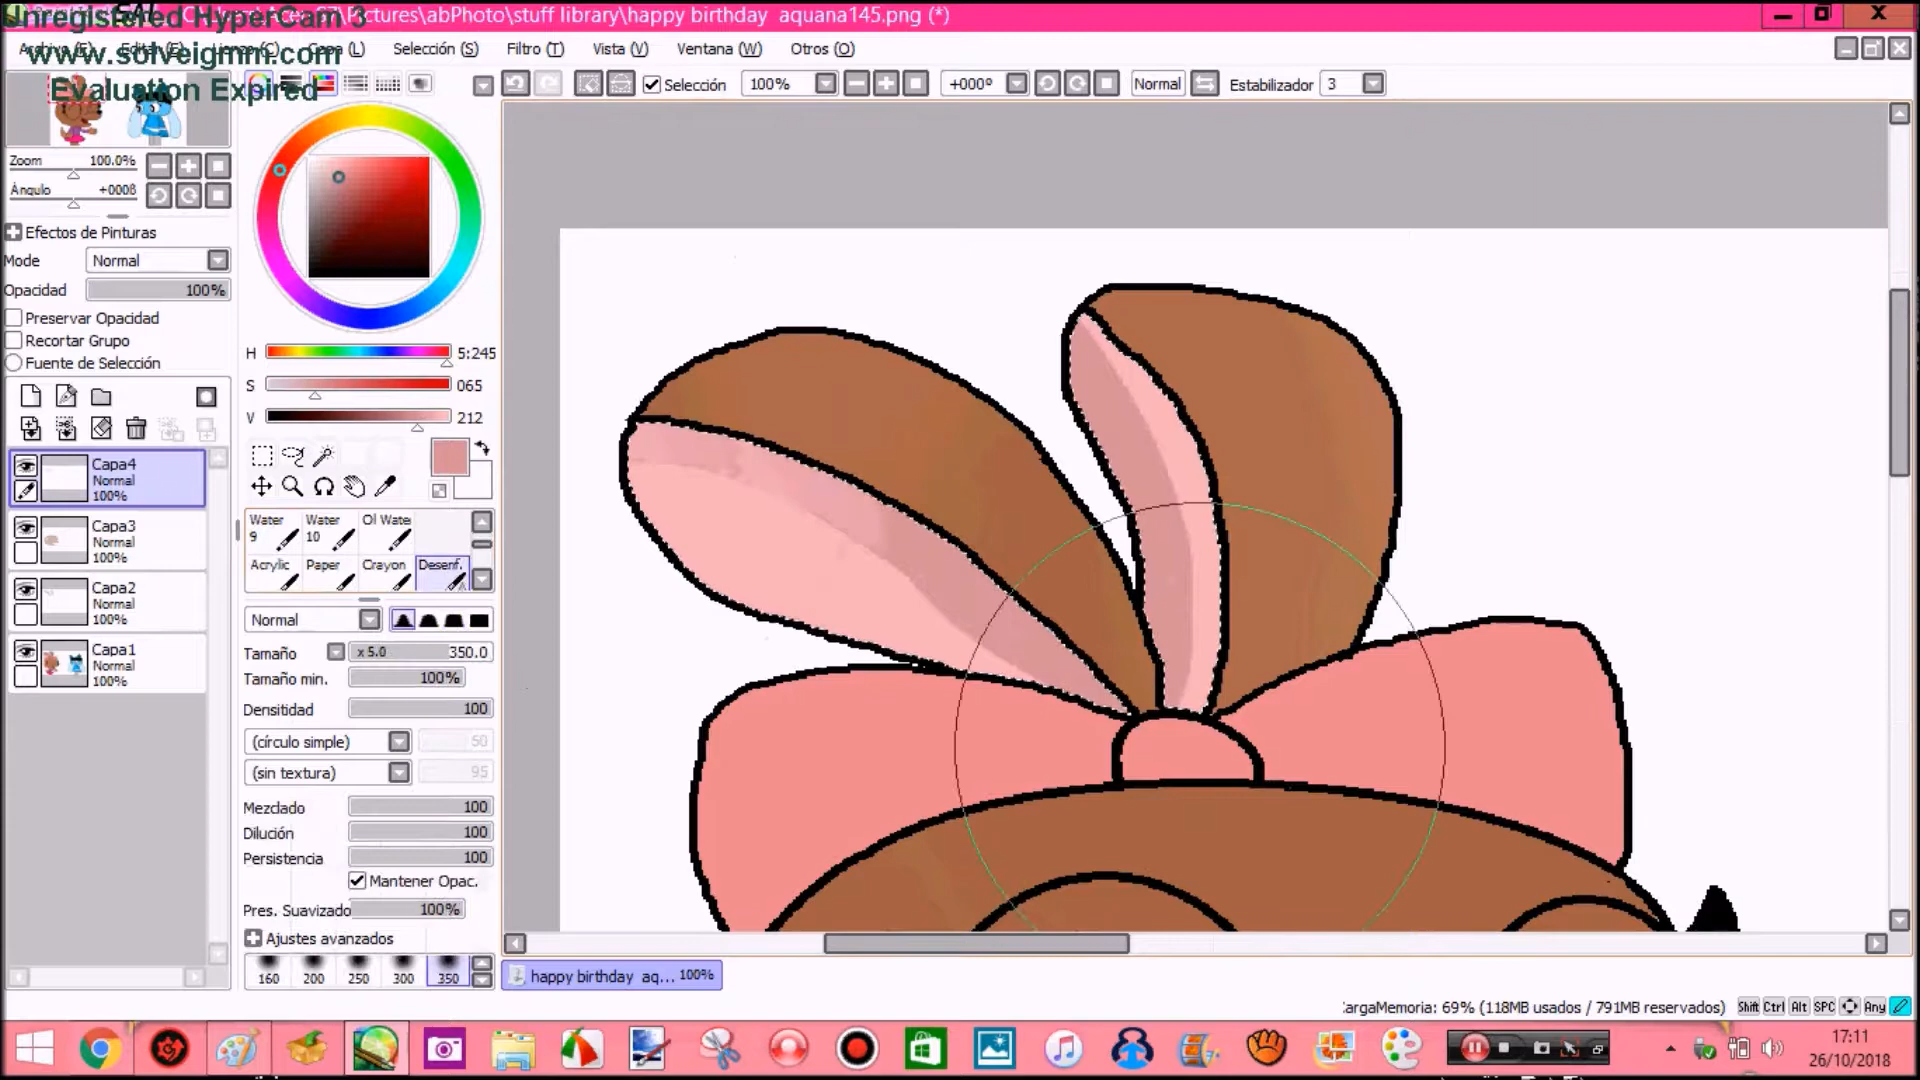 Unregistered HyperCam 3
\Pictures\abPhoto\stuff library\happy birthday  aquana145.png (*)
www.solveigmm.com
Evaluation Expired
(L)
Selección (S)
Filtro (T)
Vista (V)
Ventana (W)
Otros (O)
Selección
100%
+000º
Normal
Estabilizador
3
Zoom
100.0%
Ángulo
+000ß
Efectos de Pinturas
Mode
Normal
Opacidad
100%
Preservar Opacidad
Recortar Grupo
Fuente de Selección
Capa4
Normal
100%
Capa3
Normal
100%
Capa2
Normal
100%
Capa1
Normal
100%
H
5:245
S
065
V
212
Water
9
Water
10
Ol Wate
Acrylic
Paper
Crayon
Desenf.
Normal
Tamaño
x 5.0
350.0
Tamaño min.
100%
Densitidad
100
(círculo simple)
50
(sin textura)
95
Mezclado
100
Dilución
100
Persistencia
100
Mantener Opac.
Pres. Suavizado
100%
Ajustes avanzados
160
200
250
300
350
happy birthday  aq...
100%
CargaMemoria: 69% (118MB usados / 791MB reservados)
Shift
Ctrl
Alt
SPC
Any
17:11
26/10/2018